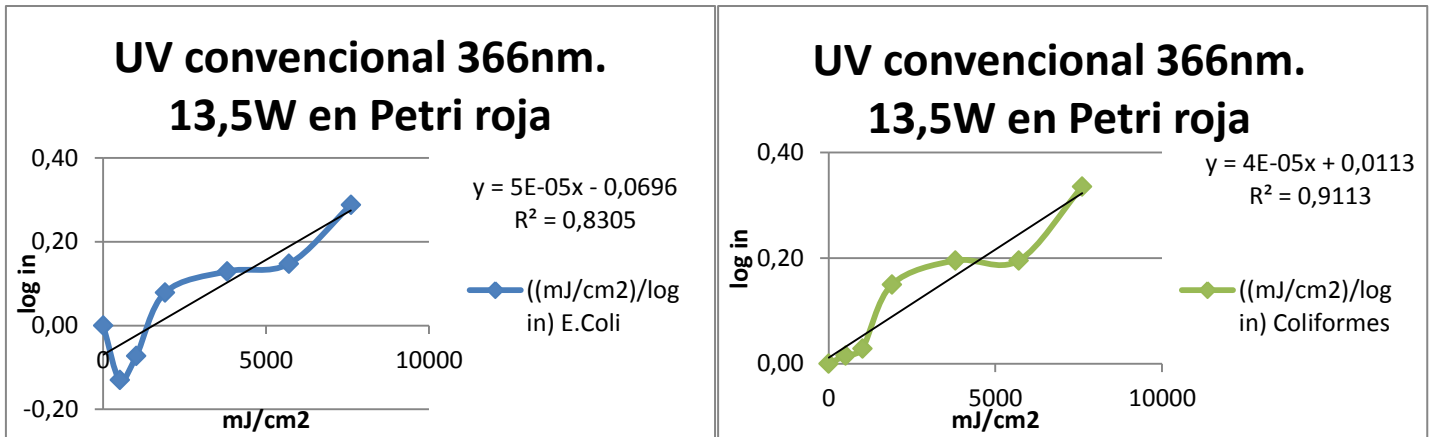 UV convencional 366nm.
13,5W en Petri roja
0,40
0,20
0,00
-0,20
log in
0
5000
10000
mJ/cm2
y = 5E-05x - 0,0696
R² = 0,8305
((mJ/cm2)/log
in) E.Coli
UV convencional 366nm.
13,5W en Petri roja
0,40
0,20
0,00
log in
0
5000
10000
mJ/cm2
y = 4E-05x + 0,0113
R² = 0,9113
((mJ/cm2)/log
in) Coliformes